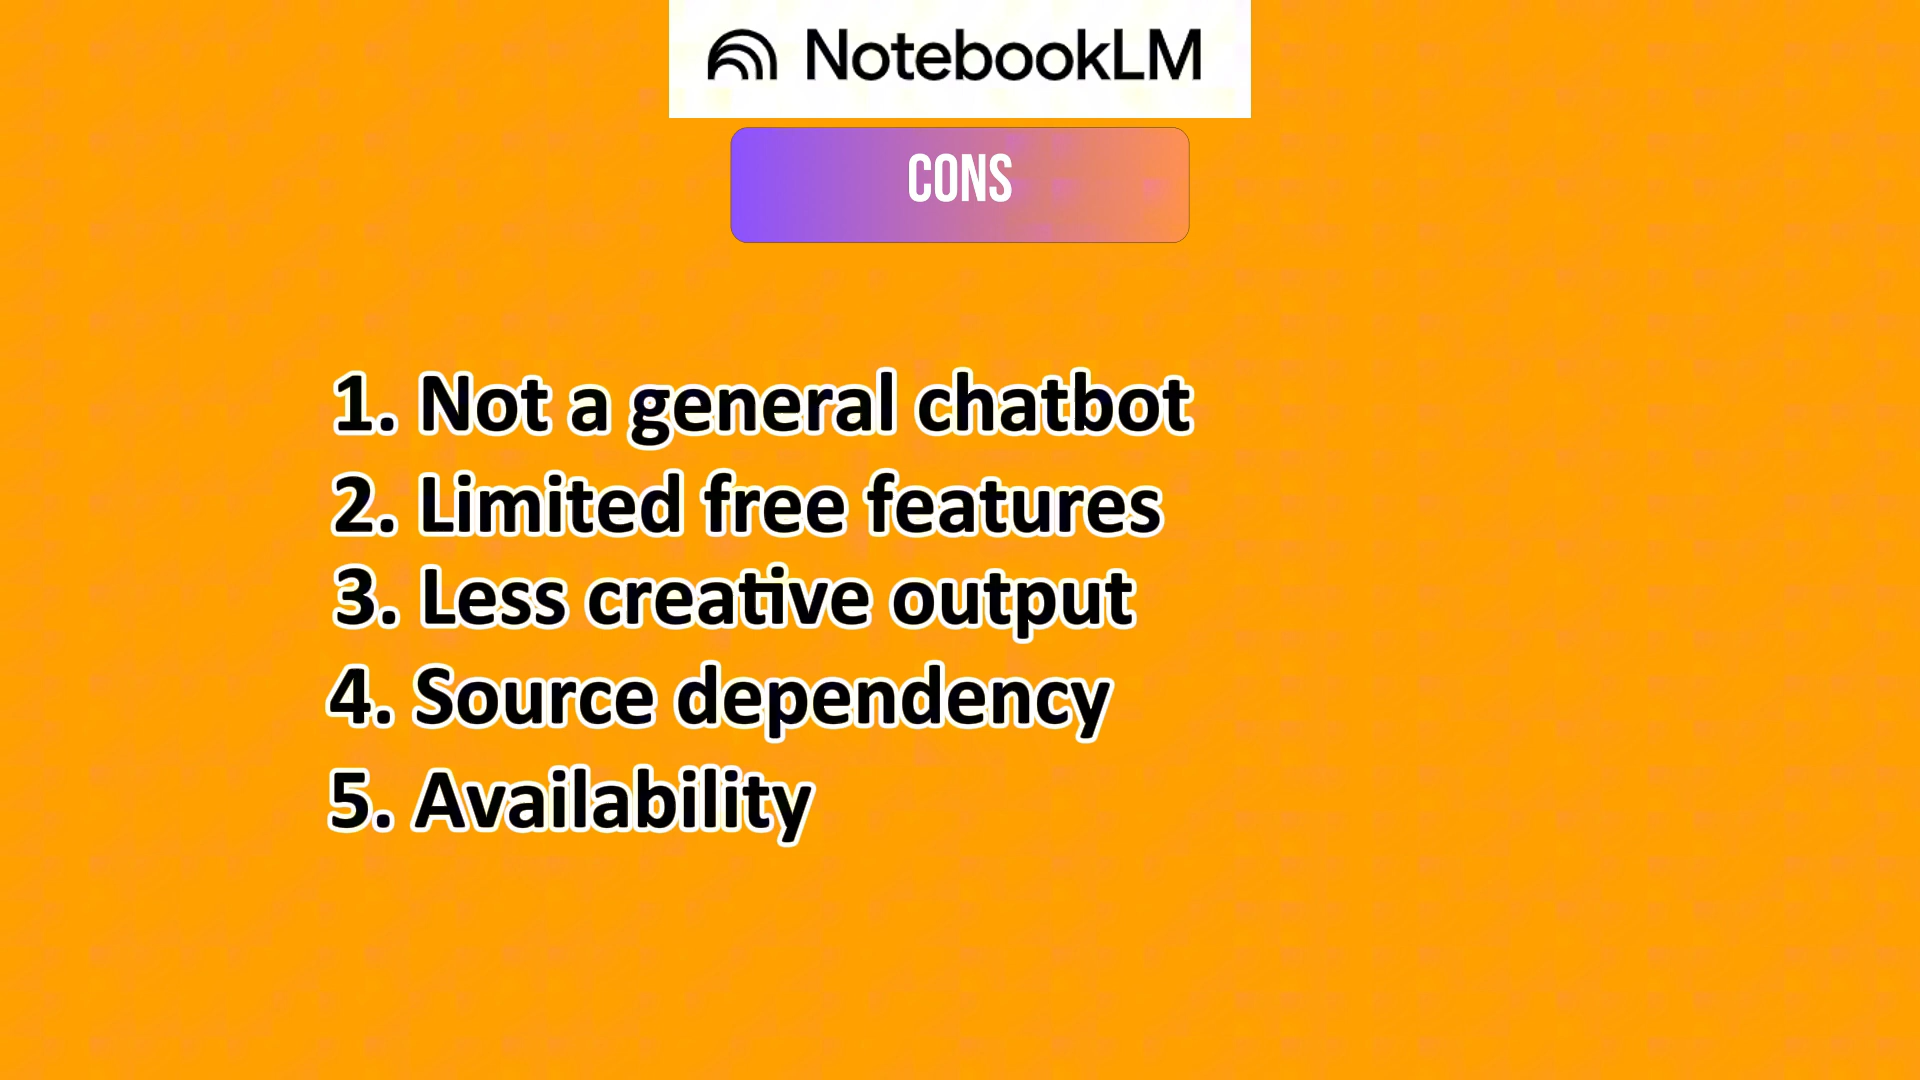 NotebookLM
CONS
1. Not a general chatbot
2. Limited free features
3. Less creative output
4. Source dependency
5. Availability